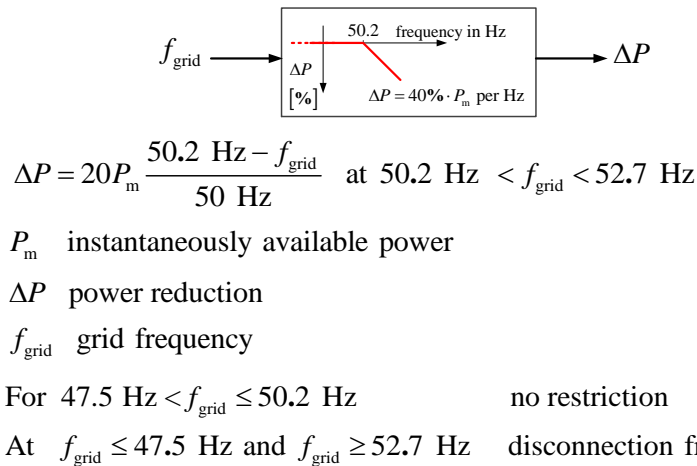 50.2 frequency in Hz
f_grid ΔP
ΔP
[%] ΔP = 40% · P_m per Hz
ΔP = 20P_m (50.2 Hz − f_grid) / (50 Hz) at 50.2 Hz < f_grid < 52.7 Hz
P_m instantaneously available power
ΔP power reduction
f_grid grid frequency
For 47.5 Hz < f_grid ≤ 50.2 Hz no restriction
At f_grid ≤ 47.5 Hz and f_grid ≥ 52.7 Hz disconnection